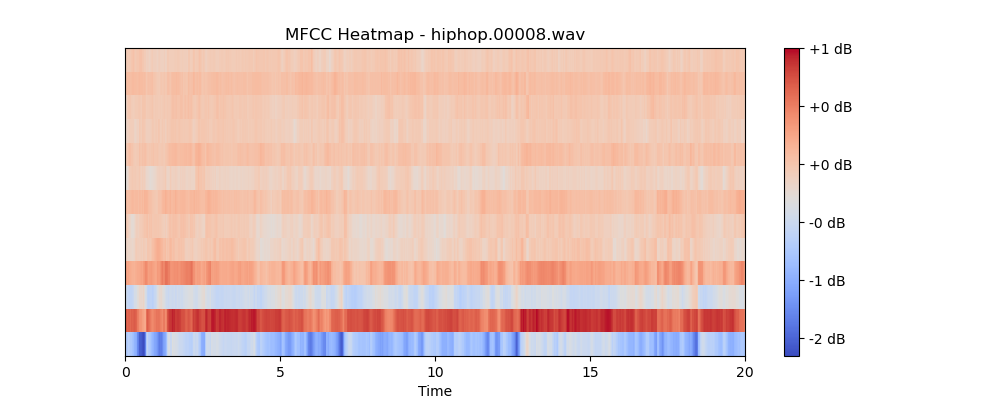 MFCC Heatmap - hiphop.00008.wav
+1 dB
+0 dB
+0 dB
-0 dB
-1 dB
-2 dB
0 5 10 15 20
Time